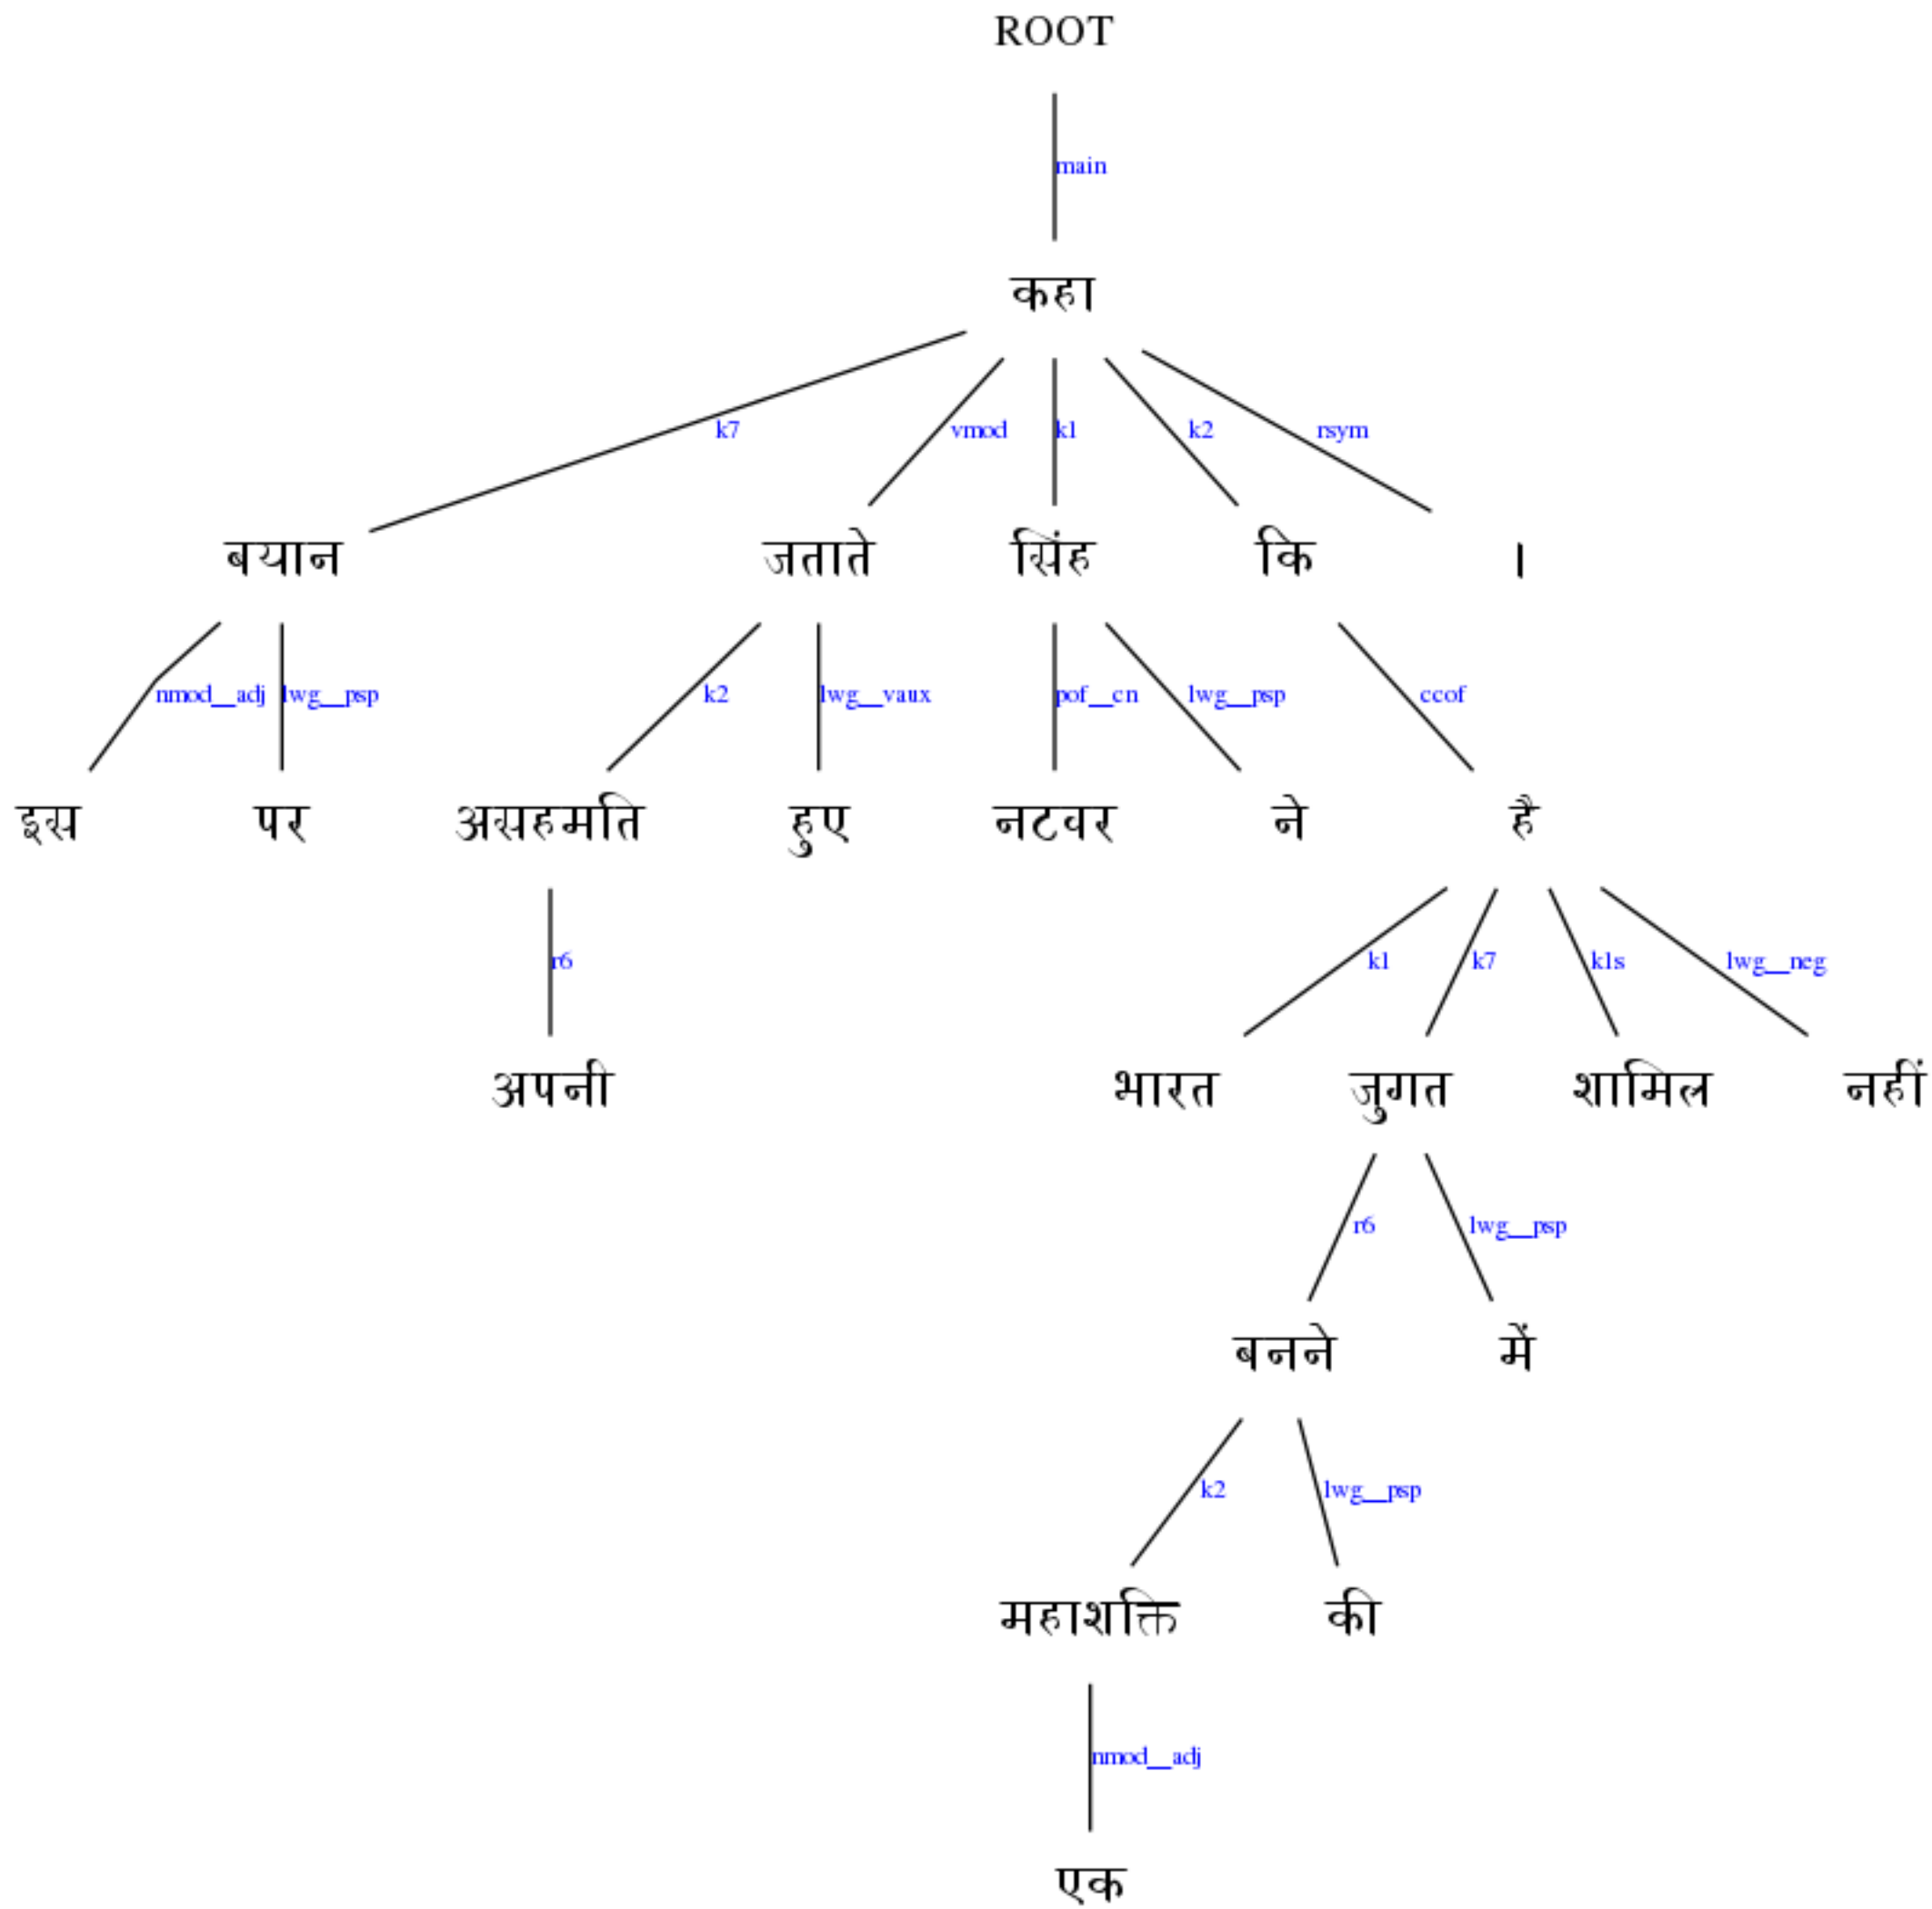 ROOT
main
कहा
k7 vmod k1 k2 rsym
बयान जताते सिंह कि ।
nmod__adj lwg__psp k2 lwg__vaux pof__cn lwg__psp ccof
इस पर असहमति हुए नटवर ने है
r6 k1 k7 k1s lwg__neg
अपनी भारत जुगत शामिल नहीं
r6 lwg__psp
बनने में
k2 lwg__psp
महाशक्ति की
nmod__adj
एक